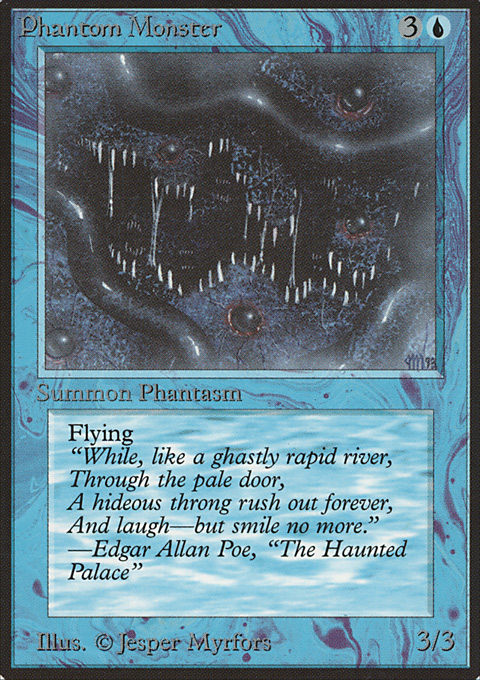 Phantom Monster
3
Summon Phantasm
Flying
“While, like a ghastly rapid river,
Through the pale door,
A hideous throng rush out forever,
And laugh—but smile no more.”
—Edgar Allan Poe, “The Haunted
Palace”
Illus. © Jesper Myrfors
3/3